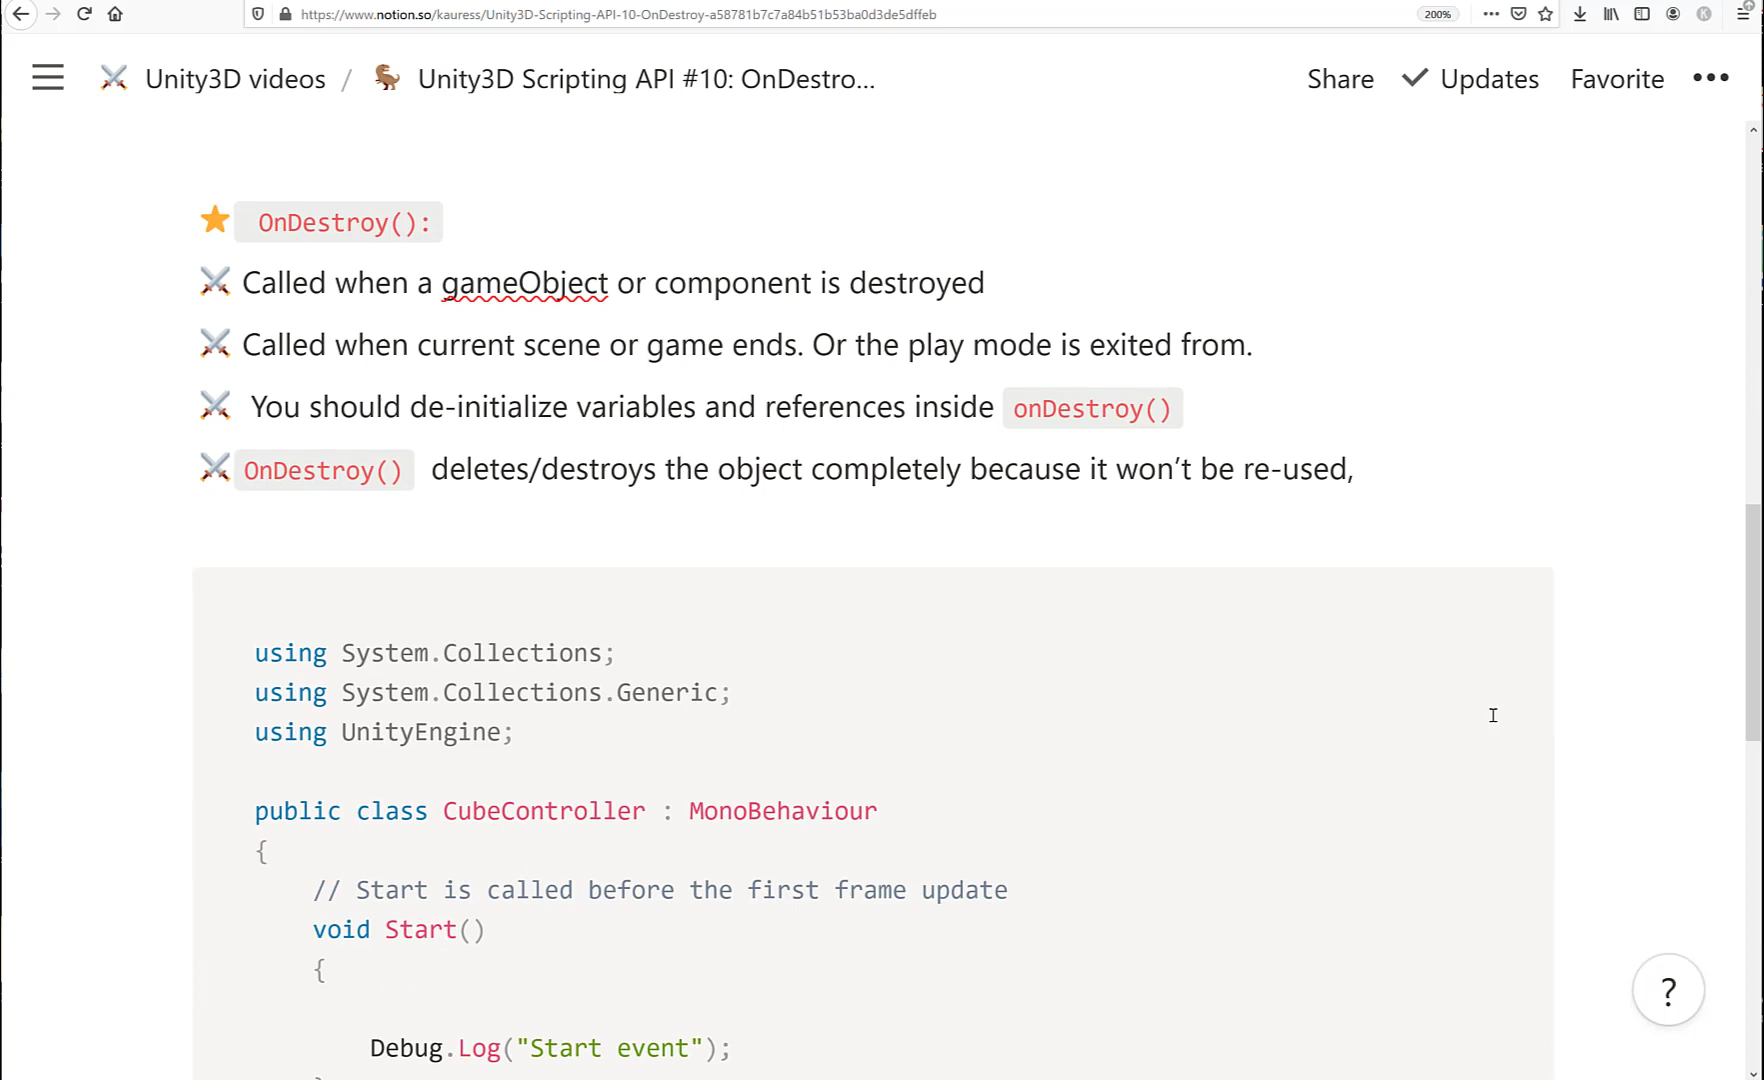 https://www.notion.so/kauress/Unity3D-Scripting-API-10-OnDestroy-a58781b7c7a84b51b53ba0d3de5dffeb
200%
Unity3D videos / Unity3D Scripting API #10: OnDestro...
Share Updates Favorite
OnDestroy():
Called when a gameObject or component is destroyed
Called when current scene or game ends. Or the play mode is exited from.
You should de-initialize variables and references inside onDestroy()
OnDestroy() deletes/destroys the object completely because it won’t be re-used,
using System.Collections;
using System.Collections.Generic;
using UnityEngine;
public class CubeController : MonoBehaviour
{
// Start is called before the first frame update
void Start()
{
Debug.Log("Start event");
?